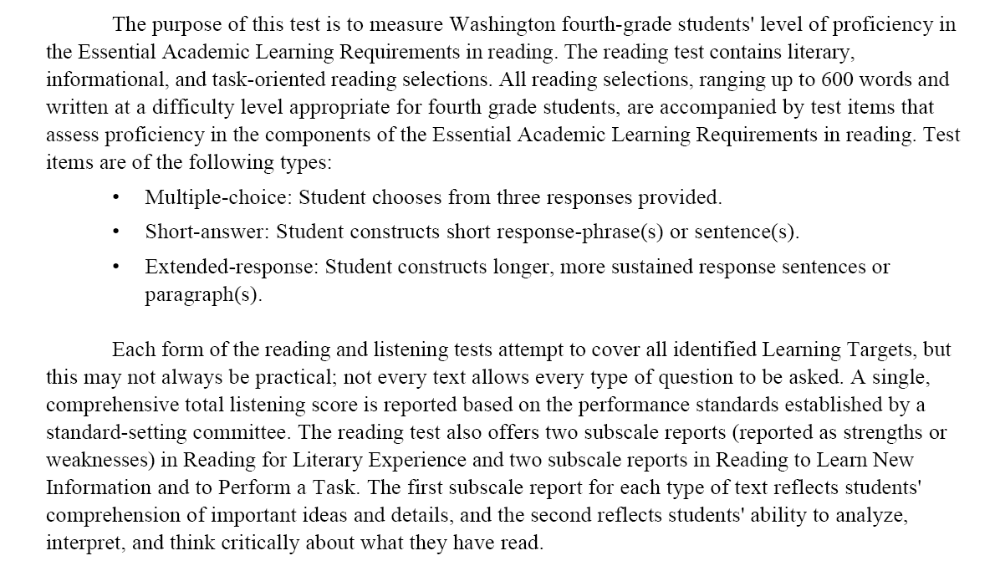 The purpose of this test is to measure Washington fourth-grade students' level of proficiency in
the Essential Academic Learning Requirements in reading. The reading test contains literary,
informational, and task-oriented reading selections. All reading selections, ranging up to 600 words and
written at a difficulty level appropriate for fourth grade students, are accompanied by test items that
assess proficiency in the components of the Essential Academic Learning Requirements in reading. Test
items are of the following types:
• Multiple-choice: Student chooses from three responses provided.
• Short-answer: Student constructs short response-phrase(s) or sentence(s).
• Extended-response: Student constructs longer, more sustained response sentences or
paragraph(s).
Each form of the reading and listening tests attempt to cover all identified Learning Targets, but
this may not always be practical; not every text allows every type of question to be asked. A single,
comprehensive total listening score is reported based on the performance standards established by a
standard-setting committee. The reading test also offers two subscale reports (reported as strengths or
weaknesses) in Reading for Literary Experience and two subscale reports in Reading to Learn New
Information and to Perform a Task. The first subscale report for each type of text reflects students'
comprehension of important ideas and details, and the second reflects students' ability to analyze,
interpret, and think critically about what they have read.